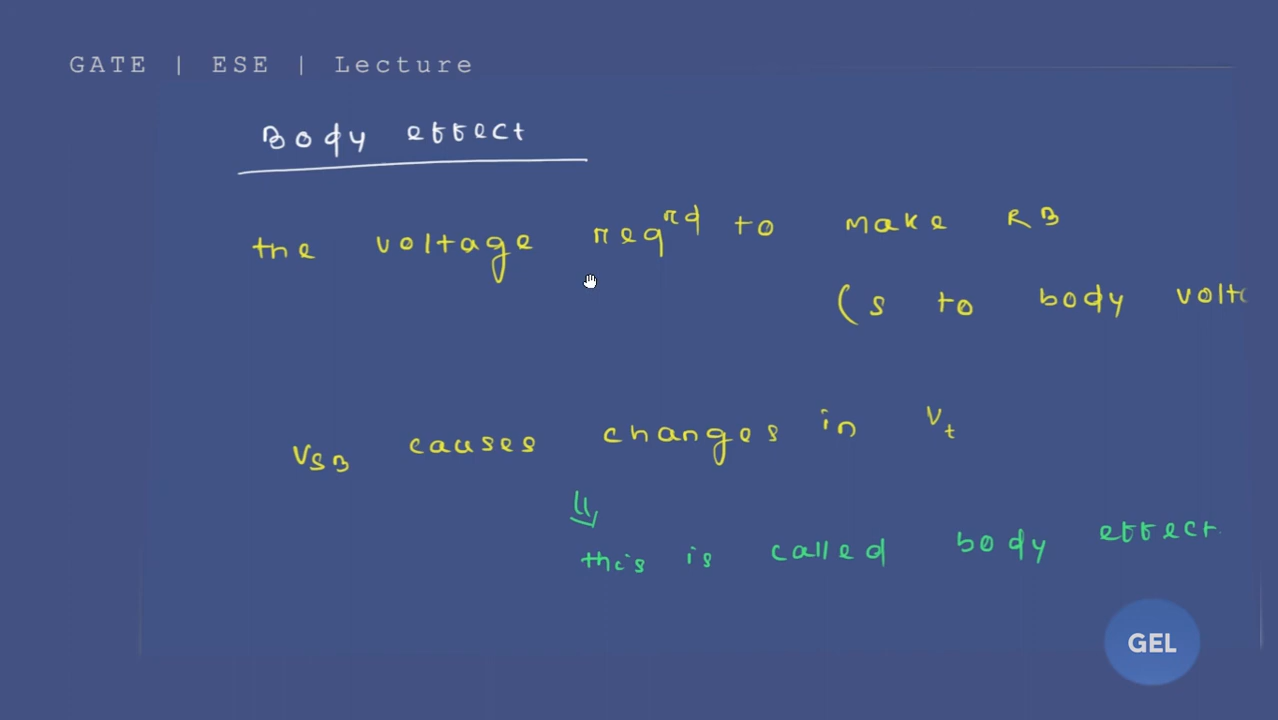 GATE | ESE | Lecture
Body effect
the voltage reqrd to make RB
(s to body
VSB causes changes in Vt
this is called body effect.
GEL